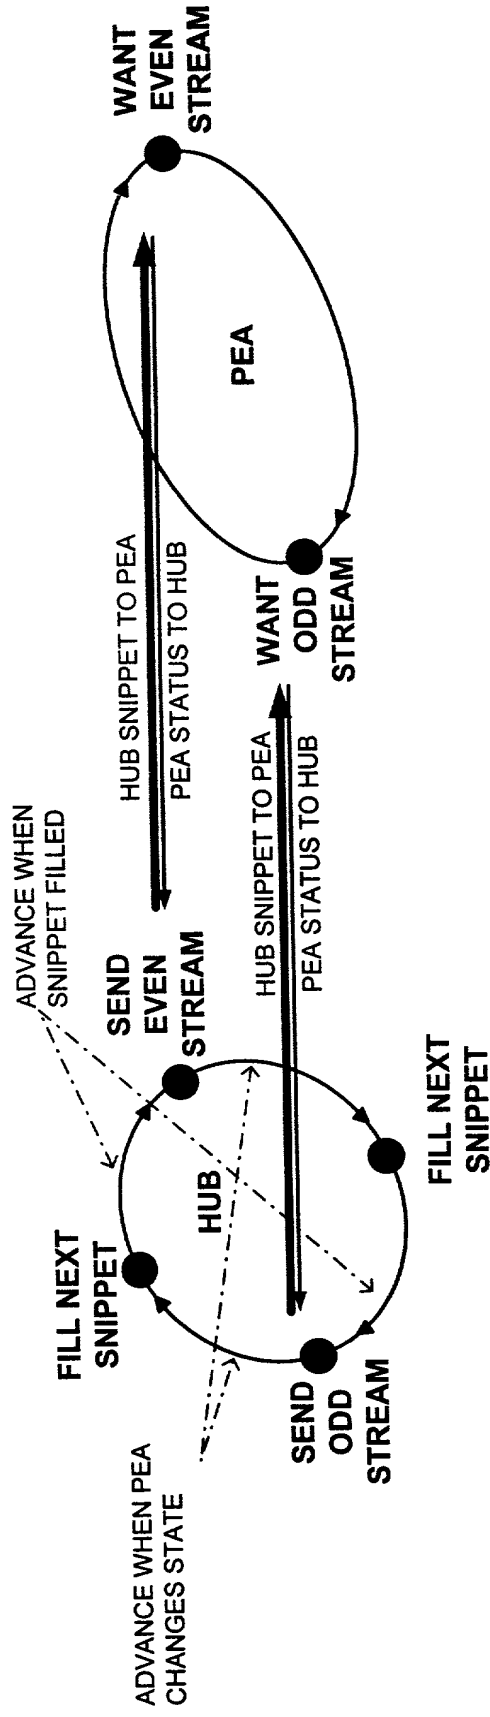 ADVANCE WHEN PEA
CHANGES STATE
FILL NEXT
SNIPPET
SEND
ODD
STREAM
HUB
ADVANCE WHEN
SNIPPET FILLED
SEND
EVEN
STREAM
FILL NEXT
SNIPPET
HUB SNIPPET TO PEA
PEA STATUS TO HUB
HUB SNIPPET TO PEA
PEA STATUS TO HUB
WANT
ODD
STREAM
PEA
WANT
EVEN
STREAM